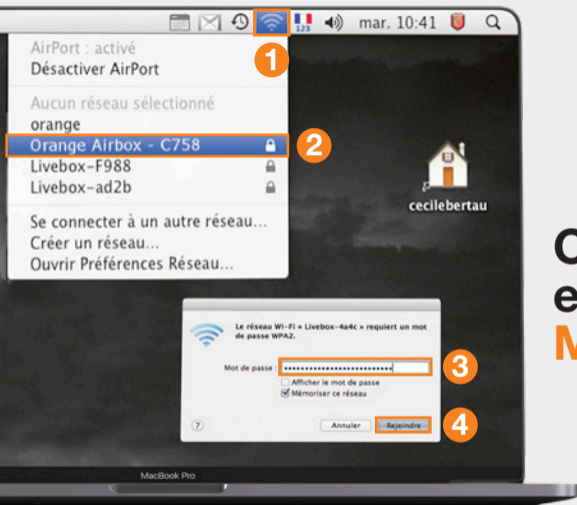 123
mar. 10:41
AirPort : activé
Désactiver AirPort
1
Aucun réseau sélectionné
orange
Orange Airbox - C758
2
Livebox-F988
Livebox-ad2b
Se connecter à un autre réseau...
Créer un réseau...
Ouvrir Préférences Réseau...
cecilebertau
Le réseau Wi-Fi « Livebox-4a4c » requiert un mot
de passe WPA2.
Mot de passe :
3
Afficher le mot de passe
Mémoriser ce réseau
?
Annuler
Rejoindre
4
MacBook Pro